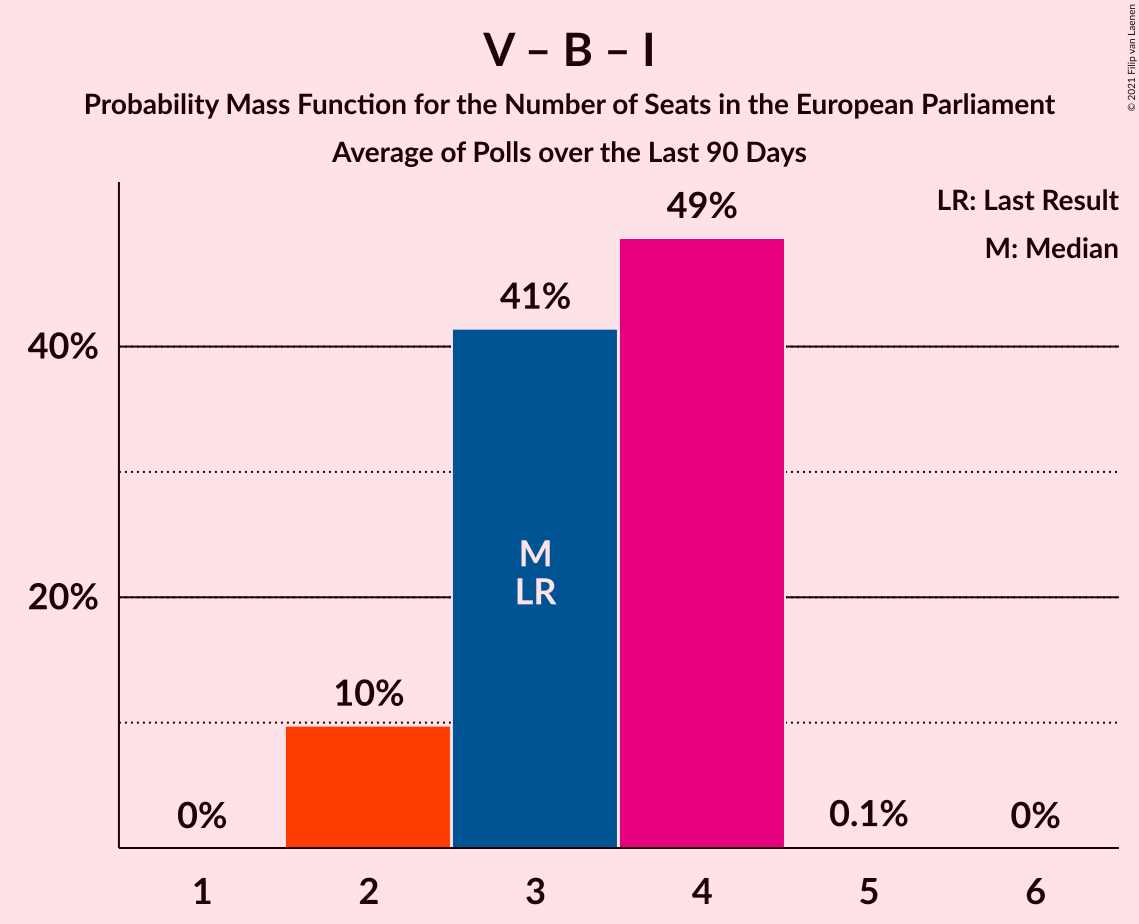 V – B – I
Probability Mass Function for the Number of Seats in the European Parliament
Average of Polls over the Last 90 Days
© 2021 Filip van Laenen
LR: Last Result
M: Median
49%
41%
40%
M
LR
20%
10%
0%
0.1%
0%
1 2 3 4 5 6